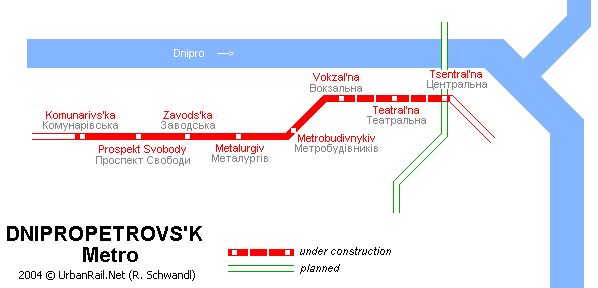 Dnipro —>
Vokzal'na
Вокзальна
Tsentral'na
Центральна
Teatral'na
Театральна
Komunarivs'ka
Комунарівська
Zavods'ka
Заводська
Prospekt Svobody
Проспект Свободи
Metalurgiv
Металургів
Metrobudivnykiv
Метробудівників
DNIPROPETROVS'K
Metro
2004 © UrbanRail.Net (R. Schwandl)
under construction
planned